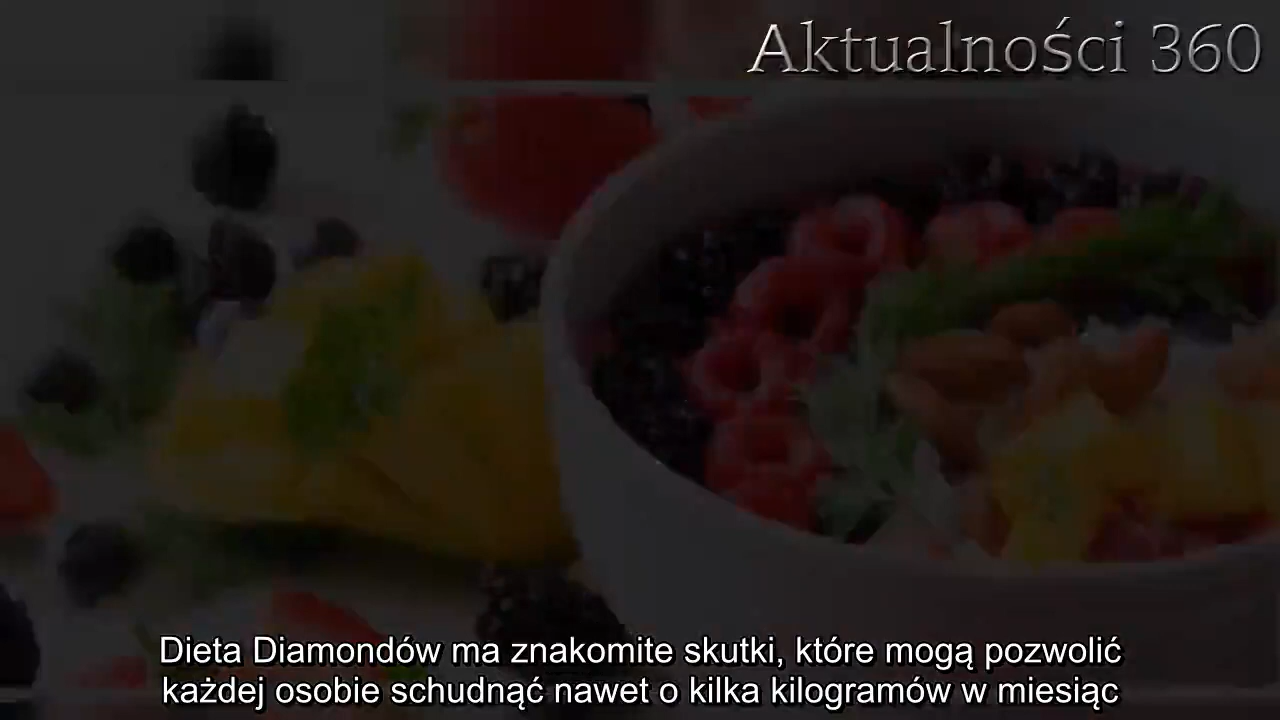 Aktualności 360
Dieta Diamondów ma znakomite skutki, które mogą pozwolić
każdej osobie schudnąć nawet o kilka kilogramów w miesiąc